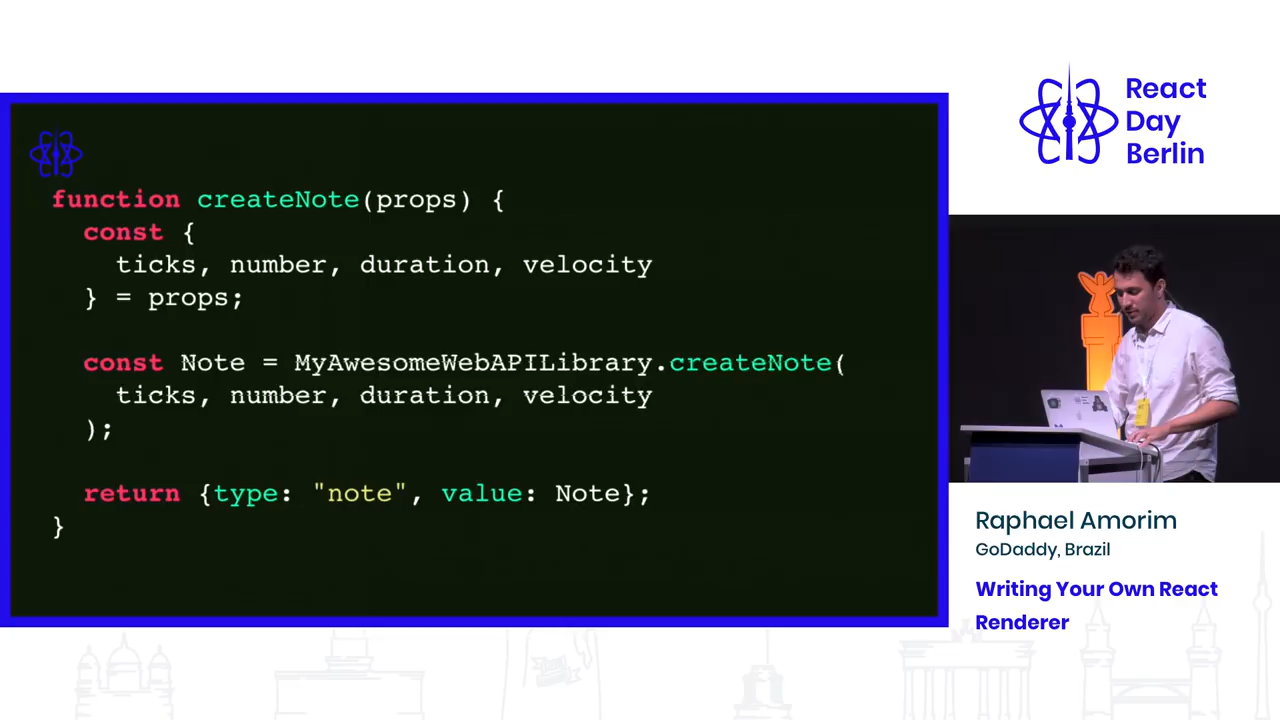 function createNote(props) {
const {
ticks, number, duration, velocity
} = props;
const Note = MyAwesomeWebAPILibrary.createNote(
ticks, number, duration, velocity
);
return {type: "note", value: Note};
}
React
Day
Berlin
Raphael Amorim
GoDaddy, Brazil
Writing Your Own React
Renderer